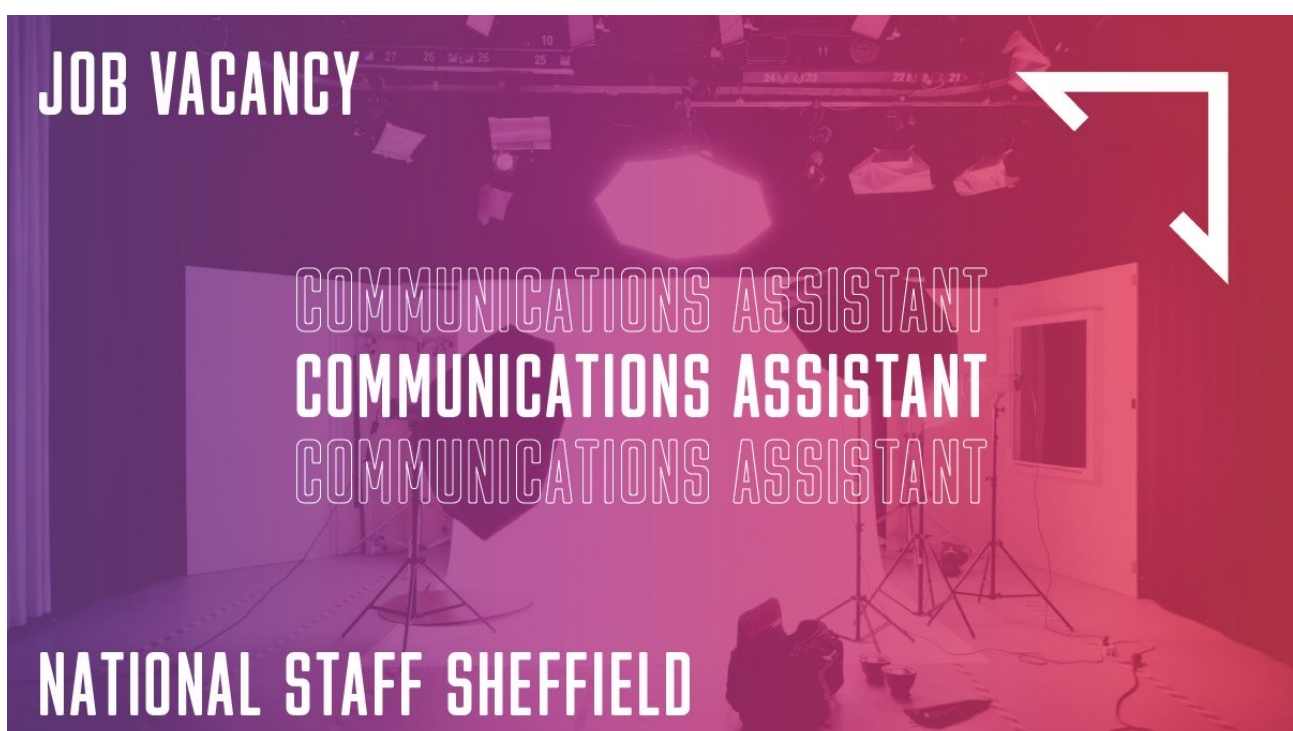 JOB VACANCY
COMMUNICATIONS ASSISTANT
COMMUNICATIONS ASSISTANT
COMMUNICATIONS ASSISTANT
NATIONAL STAFF SHEFFIELD